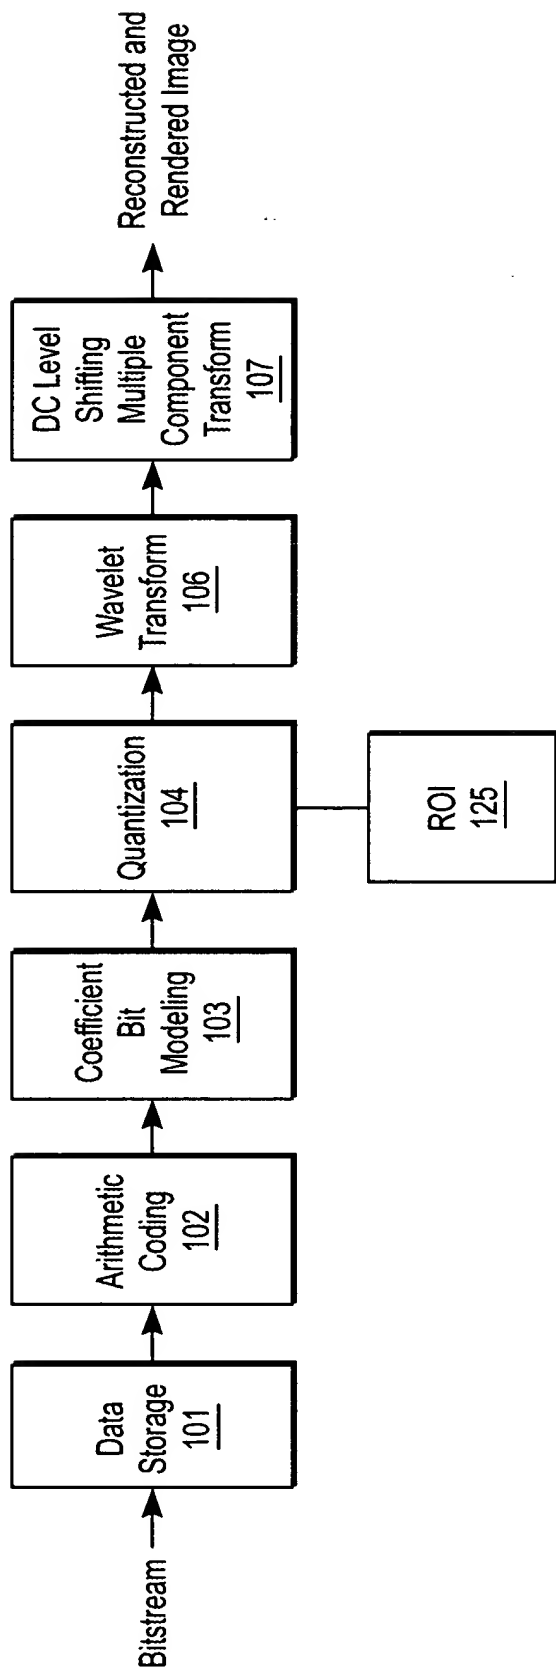 Bitstream
Data
Storage
101
Arithmetic
Coding
102
Coefficient
Bit
Modeling
103
Quantization
104
ROI
125
Wavelet
Transform
106
DC Level
Shifting
Multiple
Component
Transform
107
Reconstructed and
Rendered Image